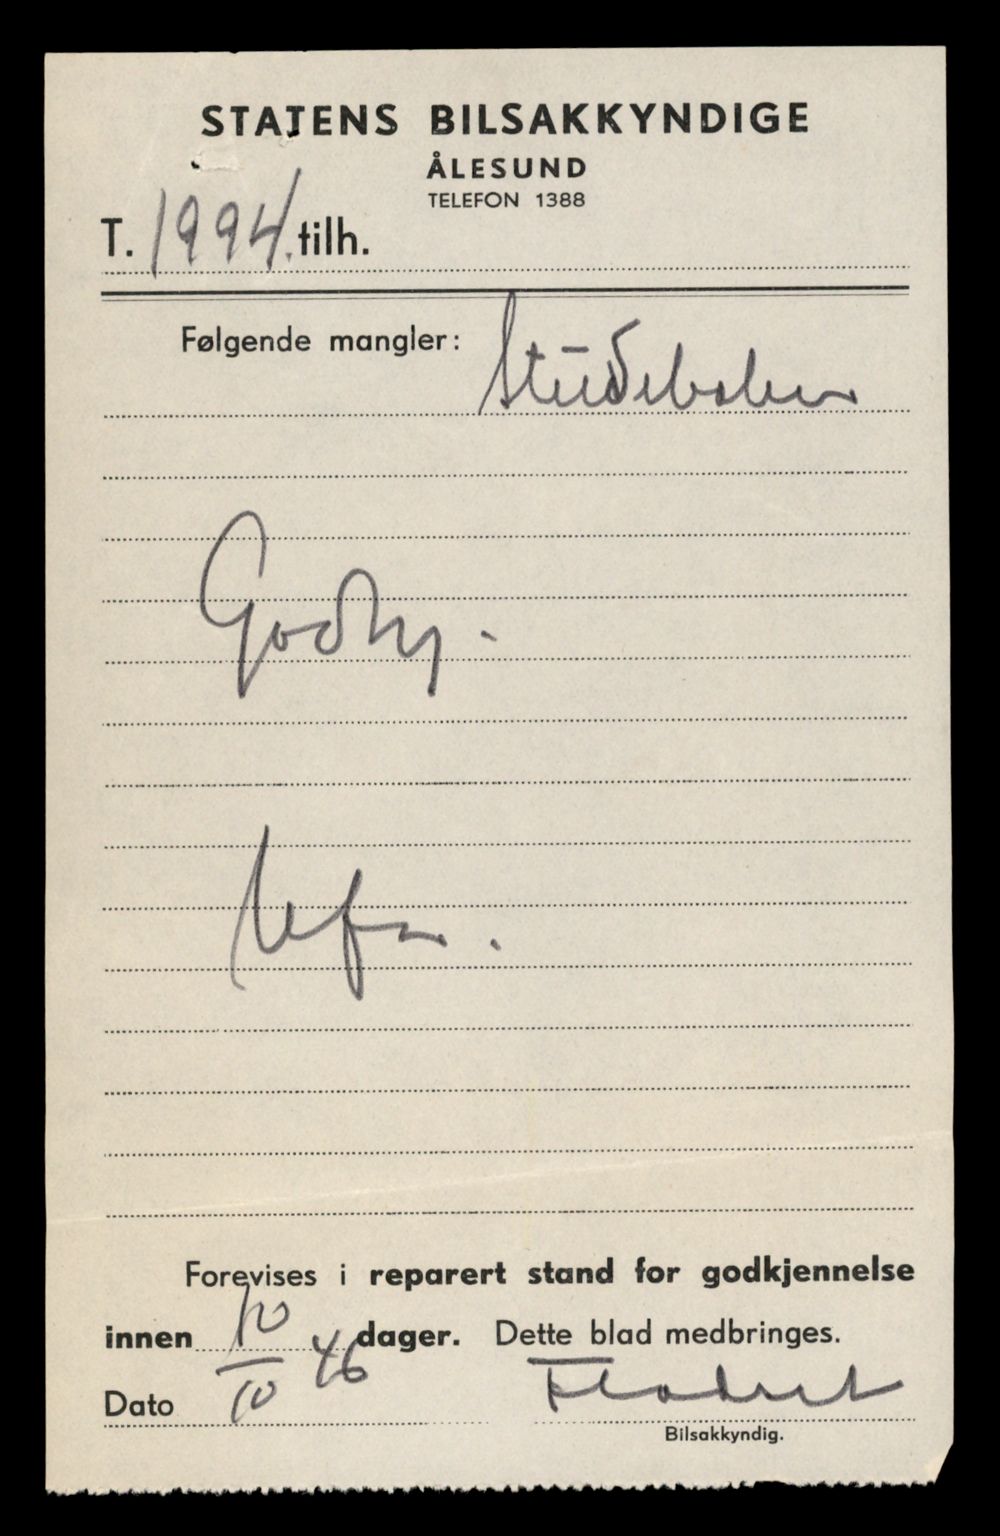 STATENS BILSAKKYNDIGE
ÅLESUND
TELEFON 1388
T. 1994. tilh.
Følgende mangler: Studebaker
Godkj.
Forevises i reparert stand for godkjennelse
innen dager. Dette blad medbringes.
Dato 10/10 46
Bilsakkyndig.